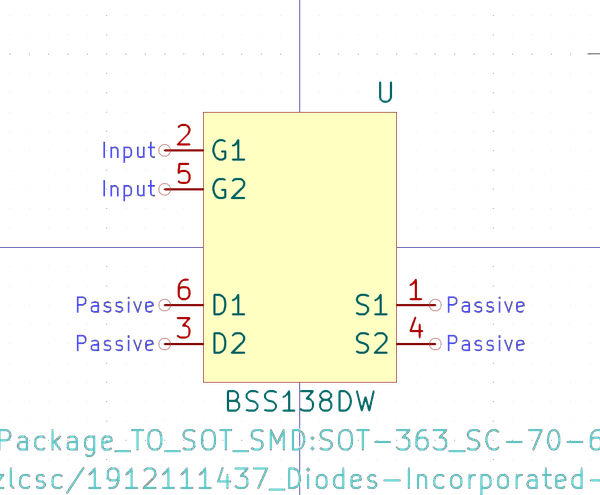 U
Input 2 G1
Input 5 G2
Passive 6 D1 S1 1 Passive
Passive 3 D2 S2 4 Passive
BSS138DW
Package_TO_SOT_SMD:SOT-363_SC-70-6
zlcsc/1912111437_Diodes-Incorporated-